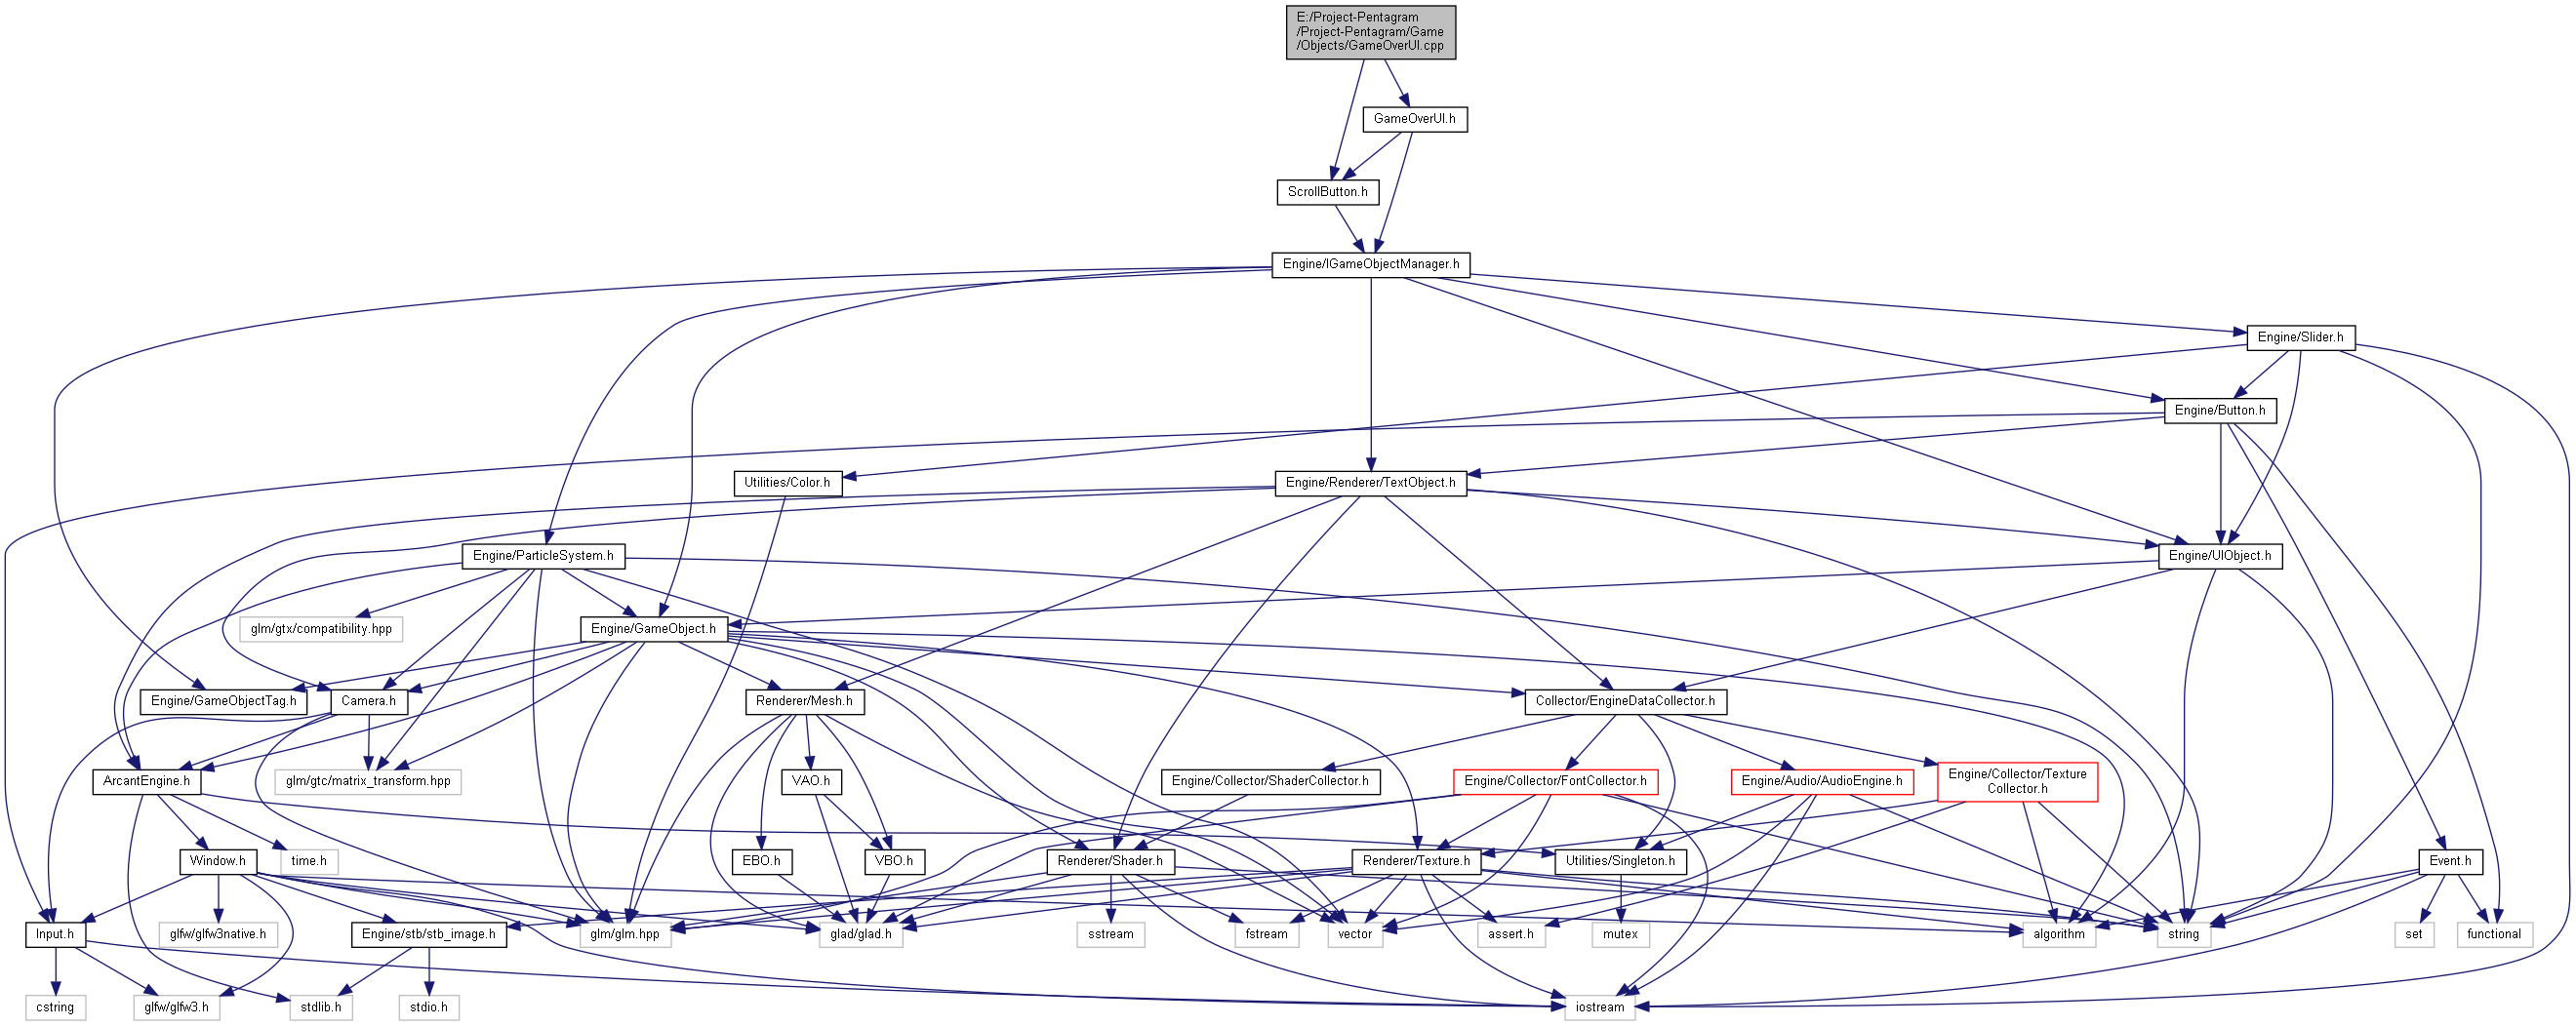 E:/Project-Pentagram
/Project-Pentagram/Game
/Objects/GameOverUI.cpp
GameOverUI.h
ScrollButton.h
Engine/IGameObjectManager.h
Engine/Slider.h
Engine/Button.h
Utilities/Color.h
Engine/Renderer/TextObject.h
Engine/ParticleSystem.h
Engine/UIObject.h
glm/gtx/compatibility.hpp
Engine/GameObject.h
Engine/GameObjectTag.h
Camera.h
Renderer/Mesh.h
Collector/EngineDataCollector.h
ArcantEngine.h
glm/gtc/matrix_transform.hpp
VAO.h
Engine/Collector/ShaderCollector.h
Engine/Collector/FontCollector.h
Engine/Audio/AudioEngine.h
Engine/Collector/Texture
Collector.h
Window.h
time.h
EBO.h
VBO.h
Renderer/Shader.h
Renderer/Texture.h
Utilities/Singleton.h
Event.h
Input.h
glfw/glfw3native.h
Engine/stb/stb_image.h
glm/glm.hpp
glad/glad.h
sstream
fstream
vector
assert.h
mutex
algorithm
string
set
functional
cstring
glfw/glfw3.h
stdlib.h
stdio.h
iostream